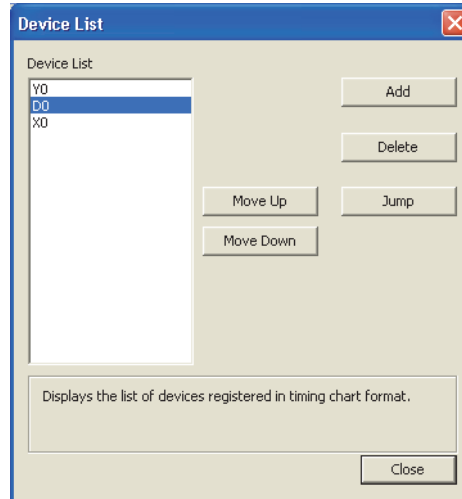 Device List
Device List
Y0
D0
X0
Add
Delete
Move Up
Jump
Move Down
Displays the list of devices registered in timing chart format.
Close